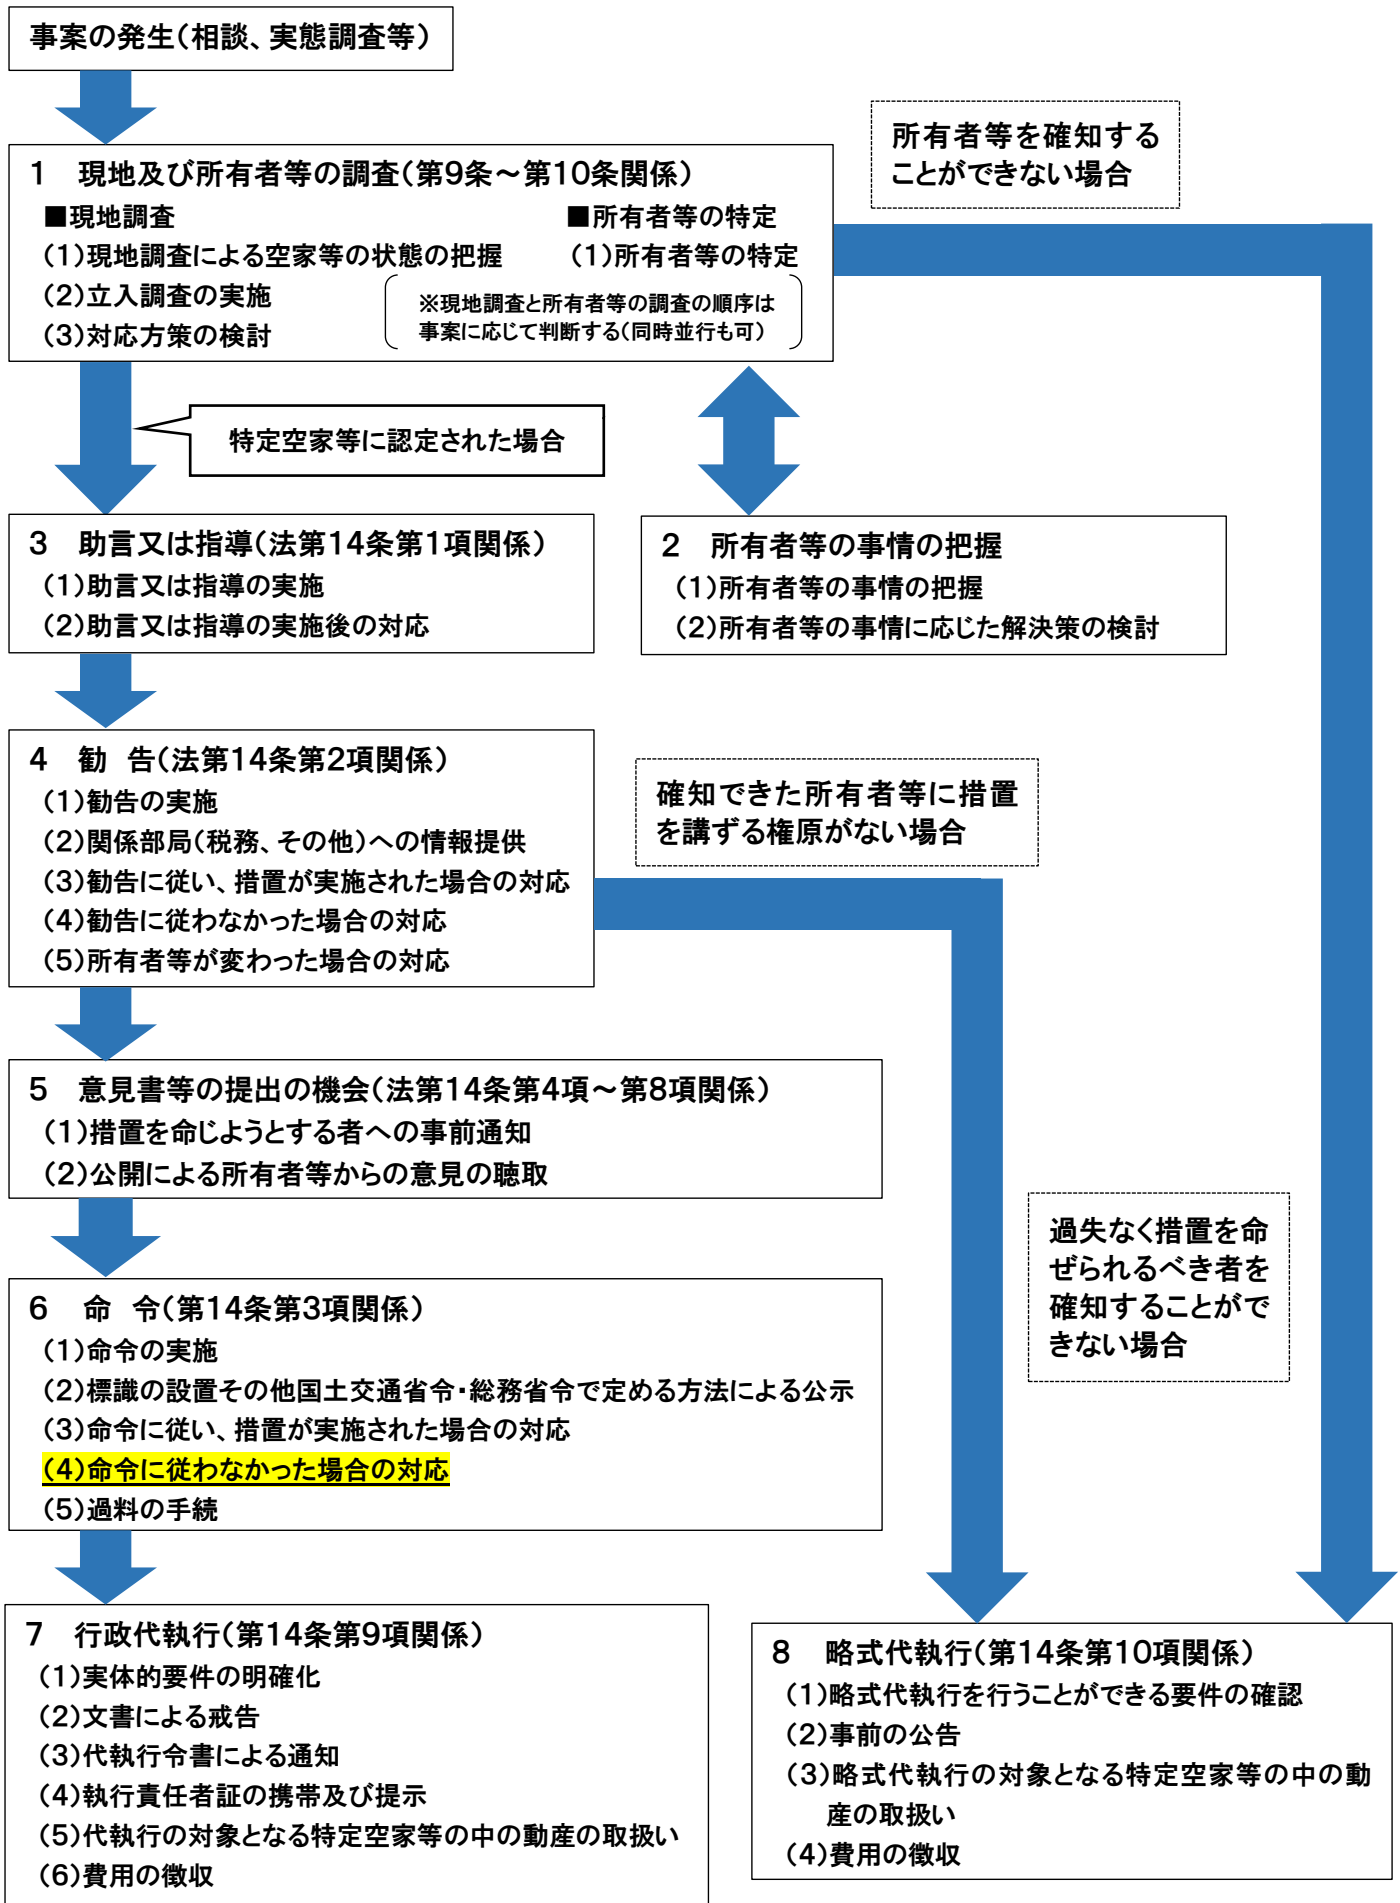 事案の発生(相談、実態調査等)
所有者等を確知する
ことができない場合
1　現地及び所有者等の調査(第9条～第10条関係)
■現地調査
(1)現地調査による空家等の状態の把握
(2)立入調査の実施
(3)対応方策の検討
■所有者等の特定
(1)所有者等の特定
※現地調査と所有者等の調査の順序は
事案に応じて判断する(同時並行も可)
特定空家等に認定された場合
3　助言又は指導(法第14条第1項関係)
(1)助言又は指導の実施
(2)助言又は指導の実施後の対応
2　所有者等の事情の把握
(1)所有者等の事情の把握
(2)所有者等の事情に応じた解決策の検討
4　勧　告(法第14条第2項関係)
(1)勧告の実施
(2)関係部局(税務、その他)への情報提供
(3)勧告に従い、措置が実施された場合の対応
(4)勧告に従わなかった場合の対応
(5)所有者等が変わった場合の対応
確知できた所有者等に措置
を講ずる権原がない場合
5　意見書等の提出の機会(法第14条第4項～第8項関係)
(1)措置を命じようとする者への事前通知
(2)公開による所有者等からの意見の聴取
過失なく措置を命
ぜられるべき者を
確知することがで
きない場合
6　命　令(第14条第3項関係)
(1)命令の実施
(2)標識の設置その他国土交通省令・総務省令で定める方法による公示
(3)命令に従い、措置が実施された場合の対応
(4)命令に従わなかった場合の対応
(5)過料の手続
7　行政代執行(第14条第9項関係)
(1)実体的要件の明確化
(2)文書による戒告
(3)代執行令書による通知
(4)執行責任者証の携帯及び提示
(5)代執行の対象となる特定空家等の中の動産の取扱い
(6)費用の徴収
8　略式代執行(第14条第10項関係)
(1)略式代執行を行うことができる要件の確認
(2)事前の公告
(3)略式代執行の対象となる特定空家等の中の動
産の取扱い
(4)費用の徴収